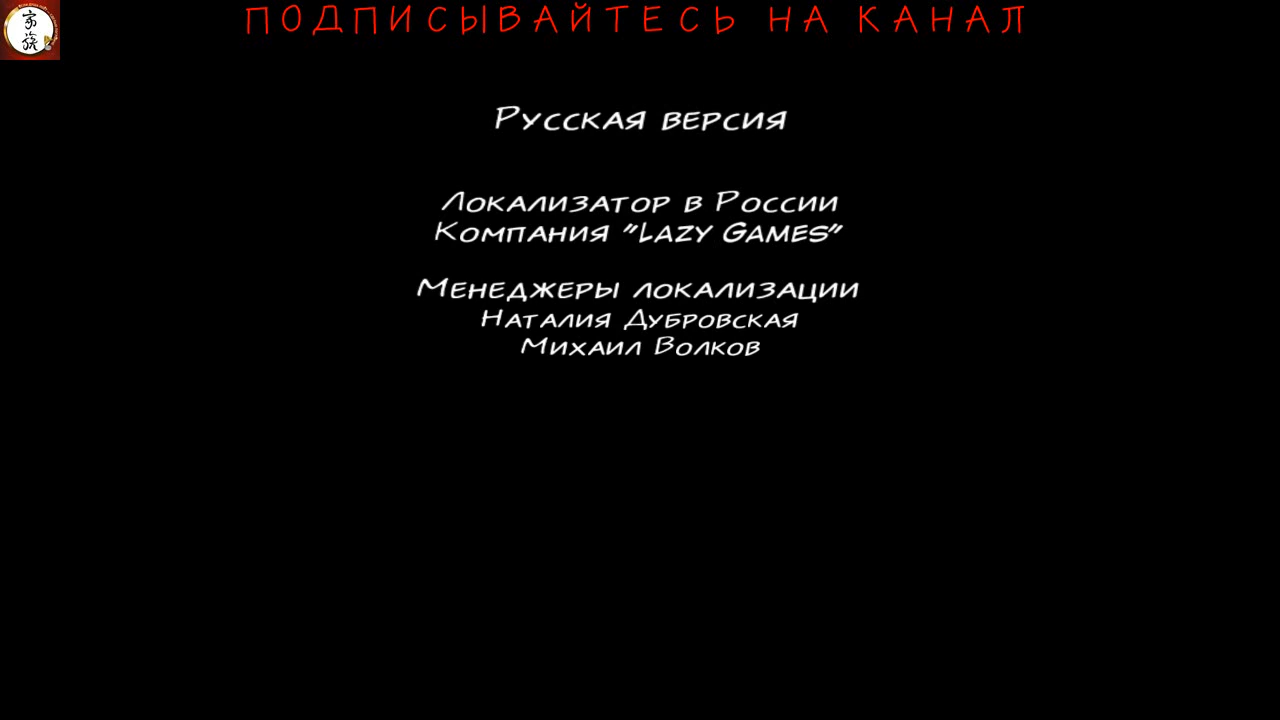 ПОДПИСЫВАЙТЕСЬ НА КАНАЛ
Русская версия
Локализатор в России
Компания "Lazy Games"
Менеджеры локализации
Наталия Дубровская
Михаил Волков